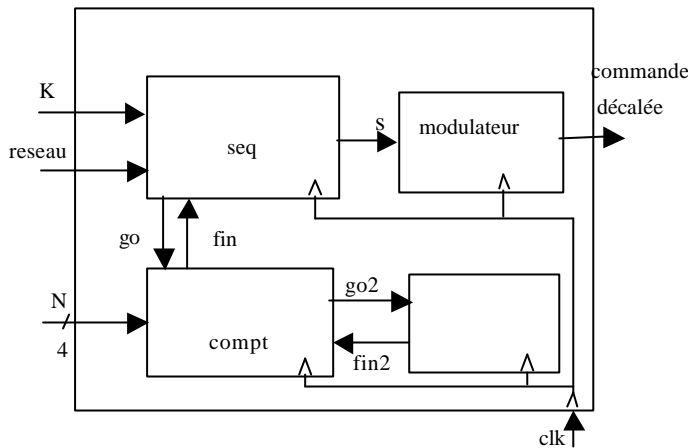 K
commande
décalée
reseau
seq
s
modulateur
go
fin
N
4
compt
go2
fin2
clk